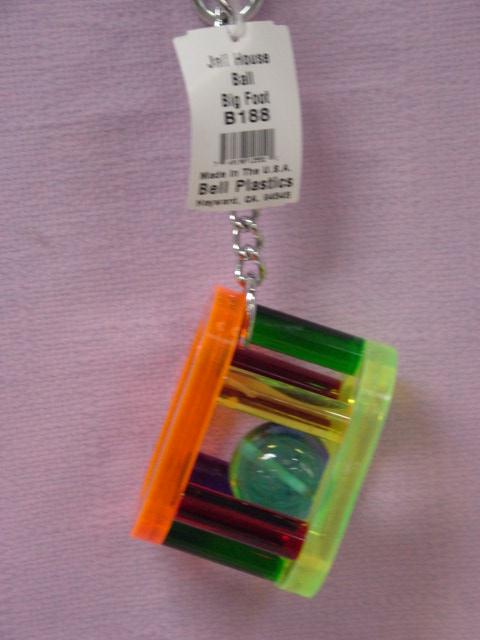 Jail House
Ball
Big Foot
B188
Made In The U.S.A.
Bell Plastics
Hayward, CA. 94545